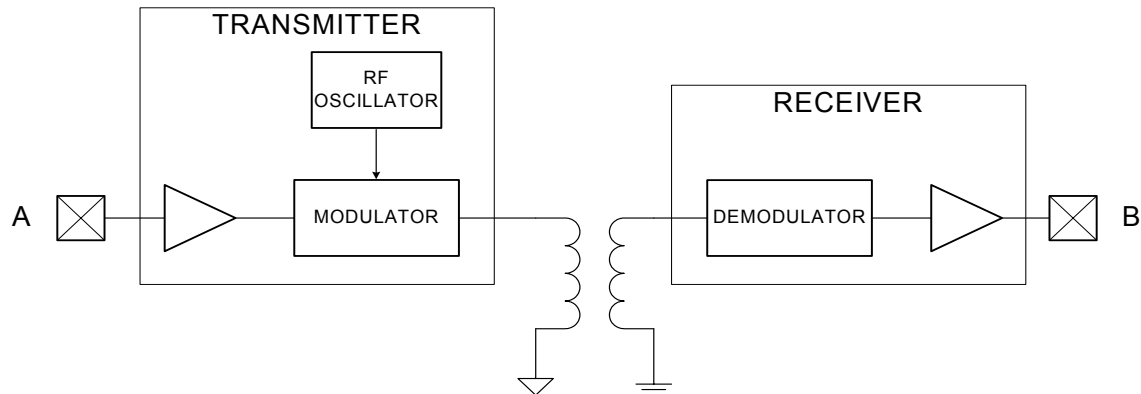 TRANSMITTER
RF
OSCILLATOR
RECEIVER
A
MODULATOR
DEMODULATOR
B